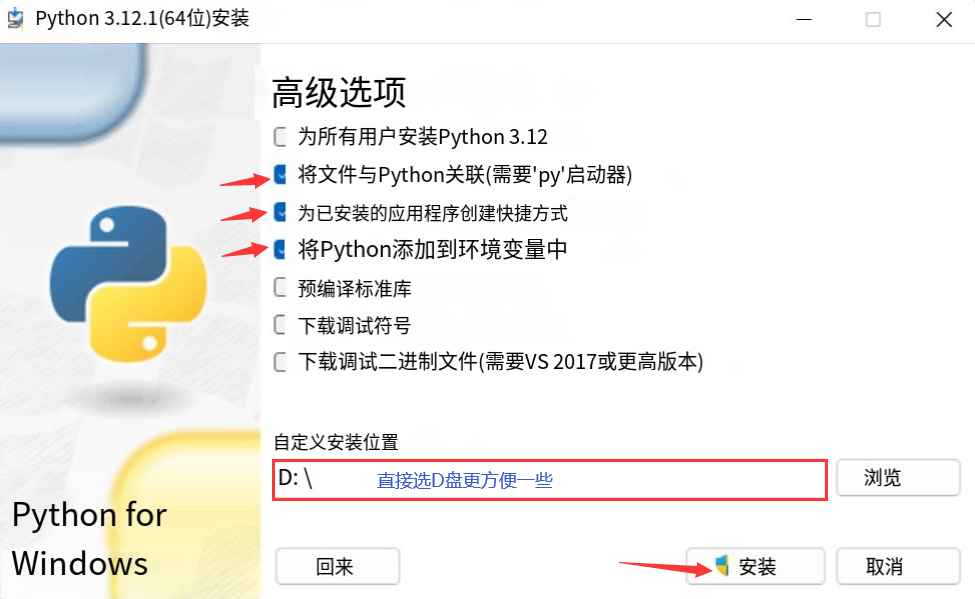 Python 3.12.1(64位)安装
高级选项
为所有用户安装Python 3.12
将文件与Python关联(需要'py'启动器)
为已安装的应用程序创建快捷方式
将Python添加到环境变量中
预编译标准库
下载调试符号
下载调试二进制文件(需要VS 2017或更高版本)
自定义安装位置
D: \ 直接选D盘更方便一些
浏览
Python for
Windows
回来
安装
取消